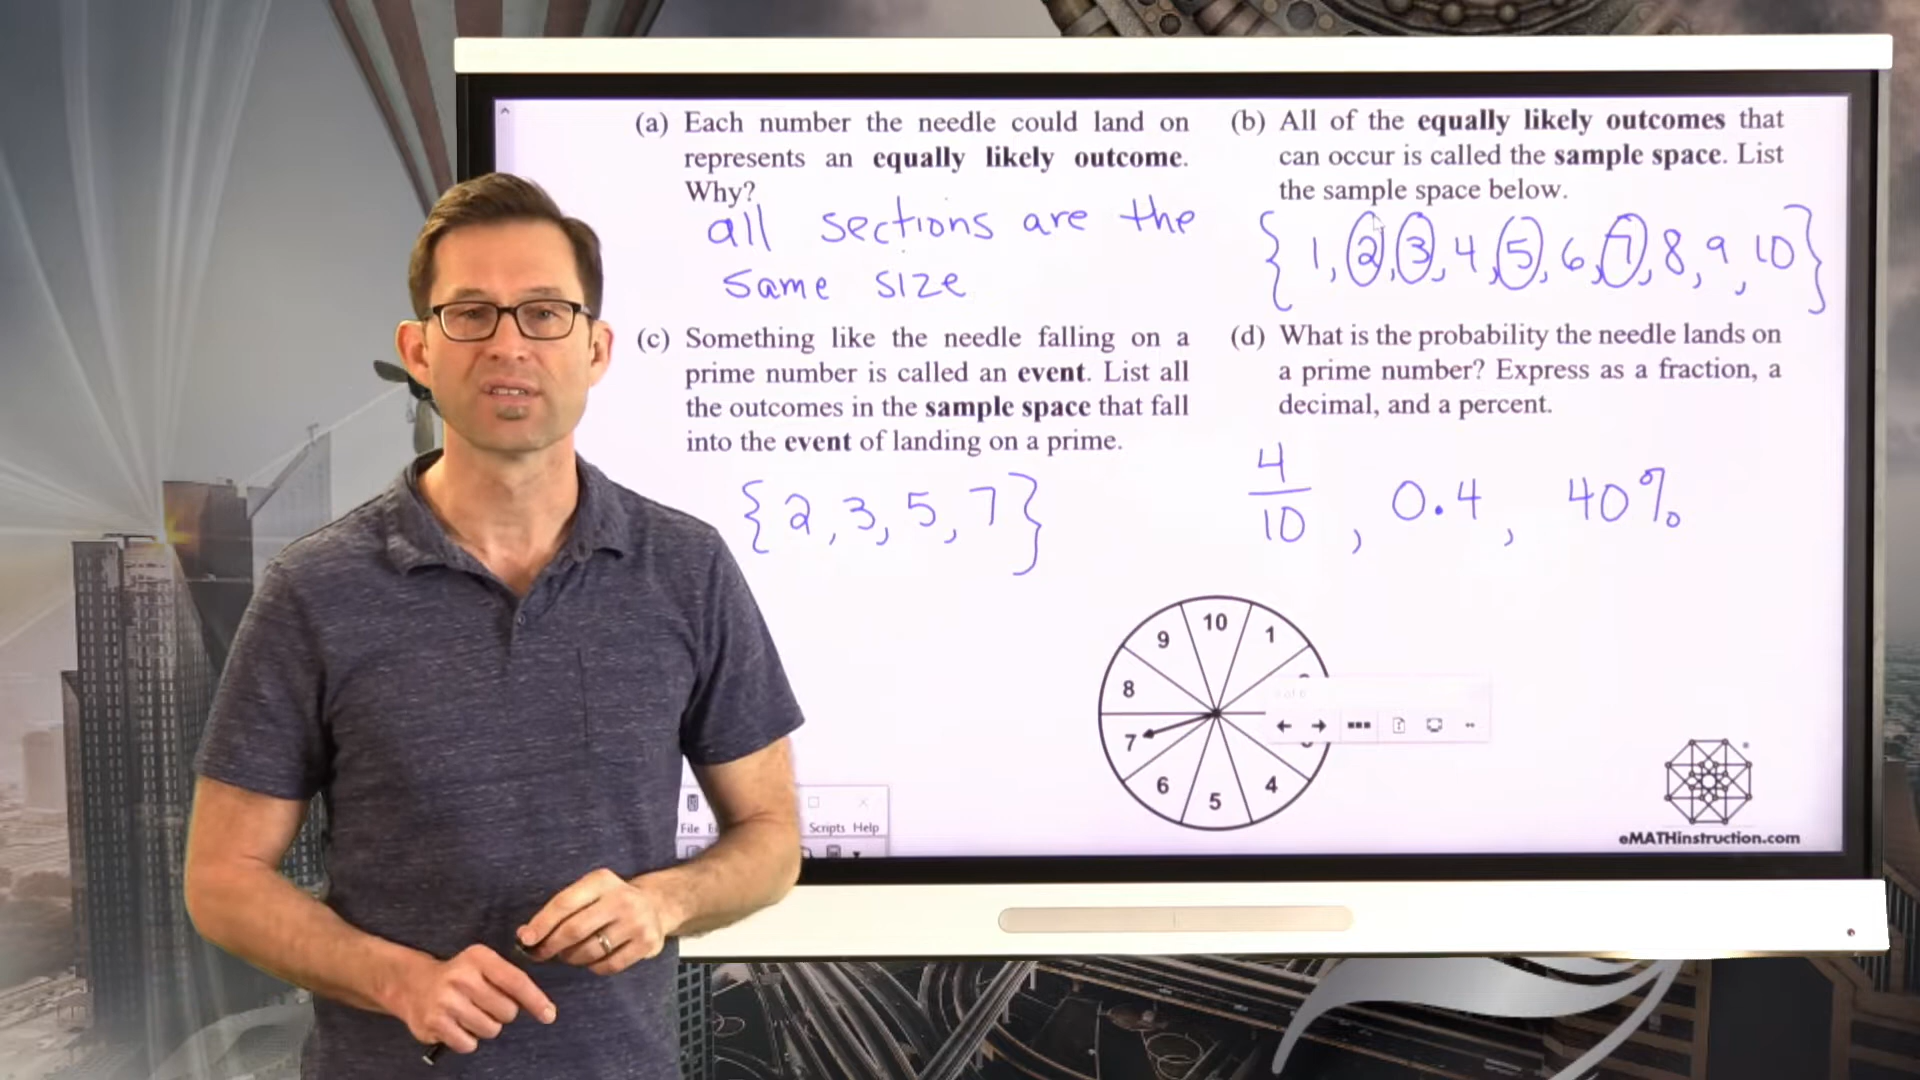 (a) Each number the needle could land on
represents an equally likely outcome.
Why?
all sections are the
same size
(b) All of the equally likely outcomes that
can occur is called the sample space. List
the sample space below.
{1, 2, 3, 4, 5, 6, 7, 8, 9, 10}
(c) Something like the needle falling on a
prime number is called an event. List all
the outcomes in the sample space that fall
into the event of landing on a prime.
{2, 3, 5, 7}
(d) What is the probability the needle lands on
a prime number? Express as a fraction, a
decimal, and a percent.
4/10, 0.4, 40%
10
9
1
8
7
6
5
4
File
Scripts Help
eMATHinstruction.com